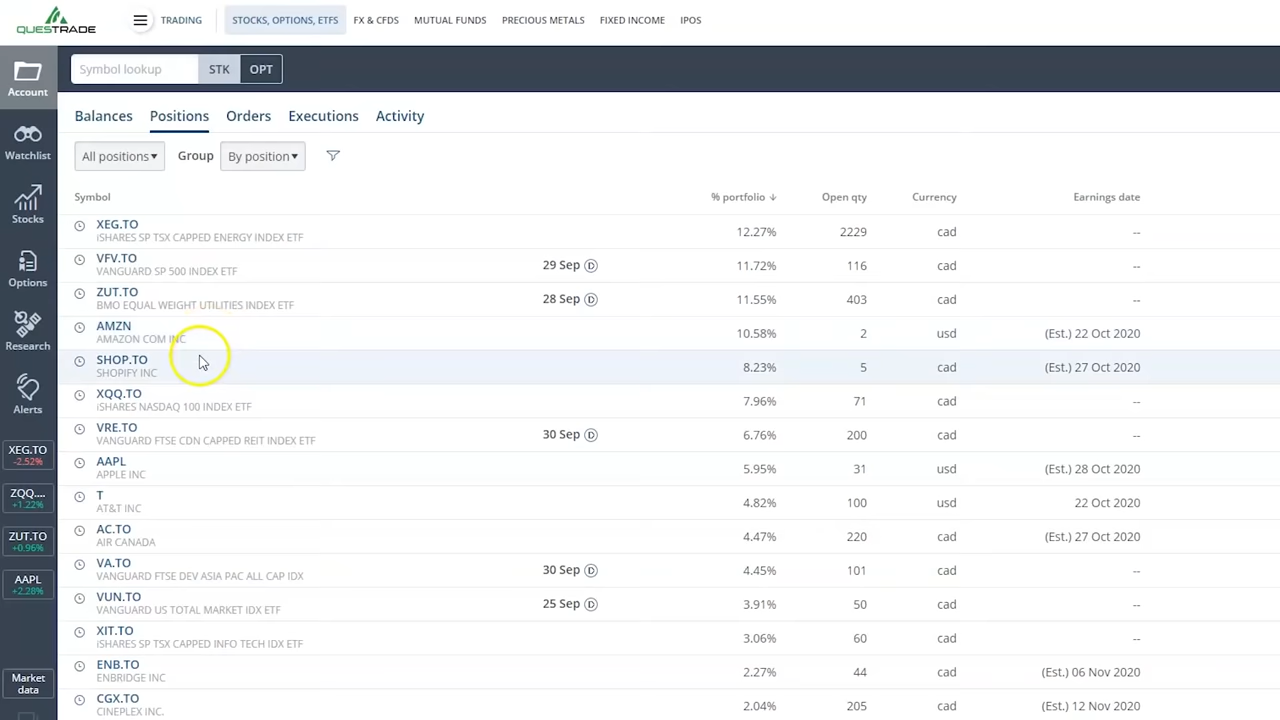 QUESTRADE
TRADING
STOCKS, OPTIONS, ETFS
FX & CFDS
MUTUAL FUNDS
PRECIOUS METALS
FIXED INCOME
IPOS
Symbol lookup
STK
OPT
Account
Watchlist
Stocks
Options
Research
Alerts
XEG.TO
-2.52%
ZQQ....
+1.22%
ZUT.TO
+0.96%
AAPL
+2.28%
Market
data
Balances
Positions
Orders
Executions
Activity
All positions
Group
By position
Symbol % portfolio Open qty Currency Earnings date
XEG.TO
iSHARES SP TSX CAPPED ENERGY INDEX ETF
12.27% 2229 cad --
VFV.TO
VANGUARD SP 500 INDEX ETF
29 Sep D 11.72% 116 cad --
ZUT.TO
BMO EQUAL WEIGHT UTILITIES INDEX ETF
28 Sep D 11.55% 403 cad --
AMZN
AMAZON COM INC
10.58% 2 usd (Est.) 22 Oct 2020
SHOP.TO
SHOPIFY INC
8.23% 5 cad (Est.) 27 Oct 2020
XQQ.TO
iSHARES NASDAQ 100 INDEX ETF
7.96% 71 cad --
VRE.TO
VANGUARD FTSE CDN CAPPED REIT INDEX ETF
30 Sep D 6.76% 200 cad --
AAPL
APPLE INC
5.95% 31 usd (Est.) 28 Oct 2020
T
AT&T INC
4.82% 100 usd 22 Oct 2020
AC.TO
AIR CANADA
4.47% 220 cad (Est.) 27 Oct 2020
VA.TO
VANGUARD FTSE DEV ASIA PAC ALL CAP IDX
30 Sep D 4.45% 101 cad --
VUN.TO
VANGUARD US TOTAL MARKET IDX ETF
25 Sep D 3.91% 50 cad --
XIT.TO
iSHARES SP TSX CAPPED INFO TECH IDX ETF
3.06% 60 cad --
ENB.TO
ENBRIDGE INC
2.27% 44 cad (Est.) 06 Nov 2020
CGX.TO
CINEPLEX INC.
2.04% 205 cad (Est.) 12 Nov 2020